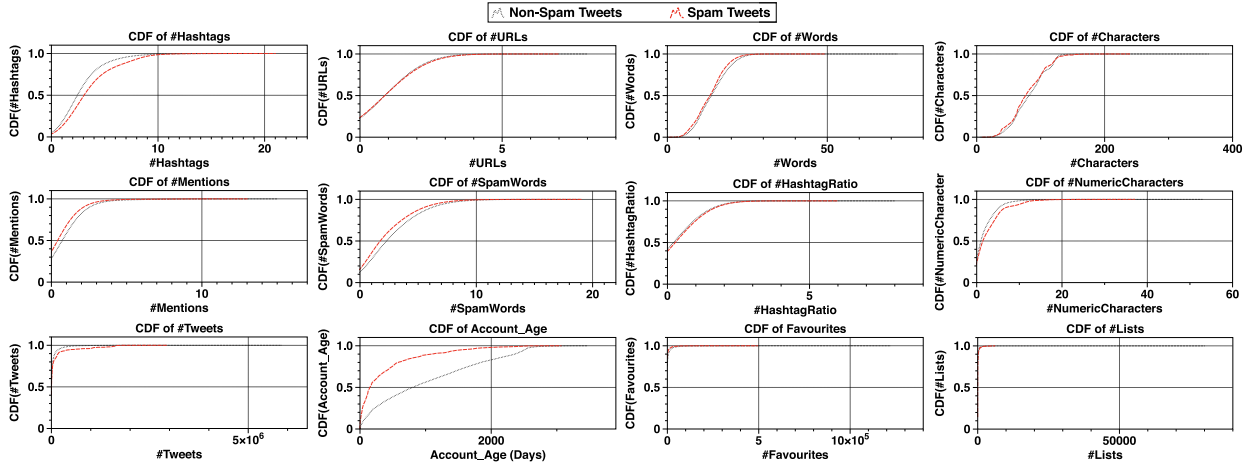 Non-Spam Tweets Spam Tweets
CDF of #Hashtags
CDF(#Hashtags)
1.0
0.5
0
0 10 20
#Hashtags
CDF of #URLs
CDF(#URLs)
1.0
0.5
0
0 5
#URLs
CDF of #Words
CDF(#Words)
1.0
0.5
0
0 50
#Words
CDF of #Characters
CDF(#Characters)
1.0
0.5
0
0 200 400
#Characters
CDF of #Mentions
CDF(#Mentions)
1.0
0.5
0
0 10
#Mentions
CDF of #SpamWords
CDF(#SpamWords)
1.0
0.5
0
0 10 20
#SpamWords
CDF of #HashtagRatio
CDF(#HashtagRatio)
1.0
0.5
0
0 5
#HashtagRatio
CDF of #NumericCharacters
CDF(#NumericCharacter
1.0
0.5
0
0 20 40 60
#NumericCharacters
CDF of #Tweets
CDF(#Tweets)
1.0
0.5
0
0 5×10⁶
#Tweets
CDF of Account_Age
CDF(Account_Age)
1.0
0.5
0
0 2000
Account_Age (Days)
CDF of Favourites
CDF(Favourites)
1.0
0.5
0
0 5 10×10⁵
#Favourites
CDF of #Lists
CDF(#Lists)
1.0
0.5
0
0 50000
#Lists